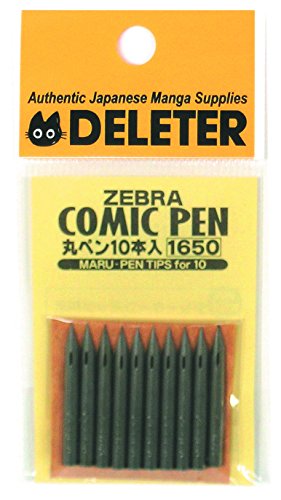 Authentic Japanese Manga Supplies
DELETER
ZEBRA
COMIC PEN
丸ペン10本入 1650
MARU-PEN TIPS for 10